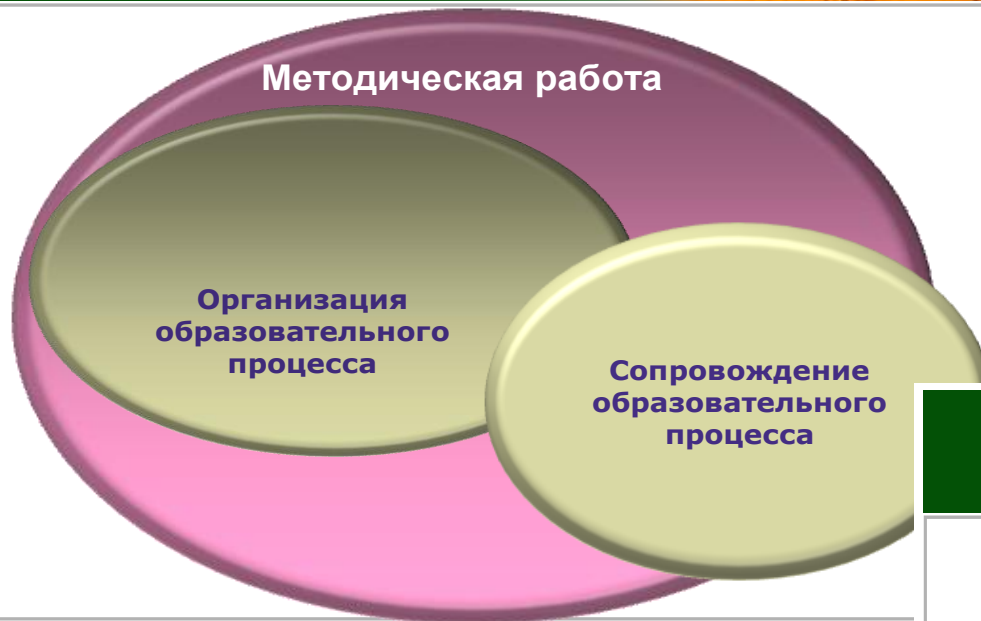 Методическая работа
Организация
образовательного
процесса
Сопровождение
образовательного
процесса